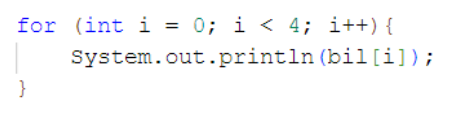 for (int i = 0; i < 4; i++){
    System.out.println(bil[i]);
}